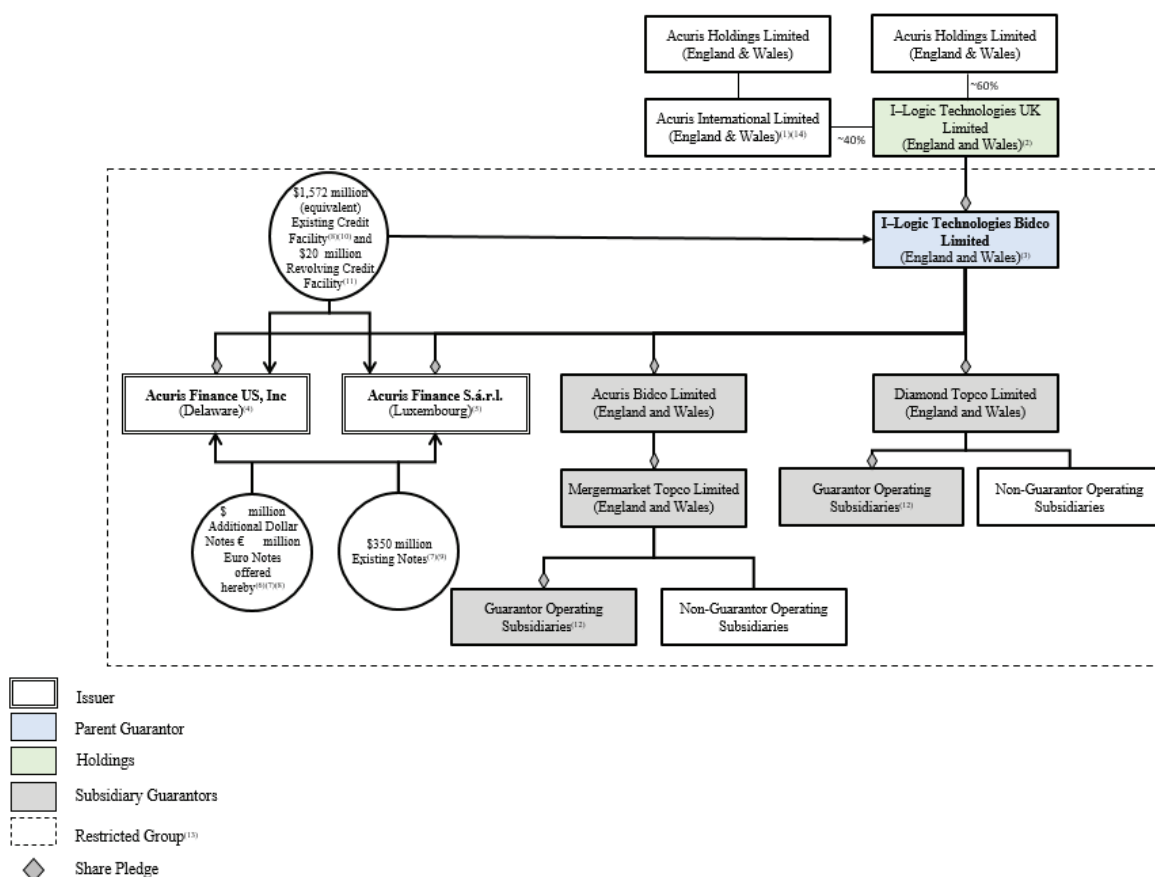 Acuris Holdings Limited
(England & Wales)
Acuris Holdings Limited
(England & Wales)
~60%
Acuris International Limited
(England & Wales)(1)(14)
~40%
I–Logic Technologies UK
Limited
(England and Wales)(2)
$1,572 million
(equivalent)
Existing Credit
Facility(8)(10) and
$20 million
Revolving Credit
Facility(11)
I–Logic Technologies Bidco
Limited
(England and Wales)(3)
Acuris Finance US, Inc
(Delaware)(4)
Acuris Finance S.á.r.l.
(Luxembourg)(5)
Acuris Bidco Limited
(England and Wales)
Diamond Topco Limited
(England and Wales)
Mergermarket Topco Limited
(England and Wales)
Guarantor Operating
Subsidiaries(12)
Non-Guarantor Operating
Subsidiaries
$ million
Additional Dollar
Notes € million
Euro Notes
offered
hereby(6)(7)(8)
$350 million
Existing Notes(7)(9)
Guarantor Operating
Subsidiaries(12)
Non-Guarantor Operating
Subsidiaries
Issuer
Parent Guarantor
Holdings
Subsidiary Guarantors
Restricted Group(13)
Share Pledge